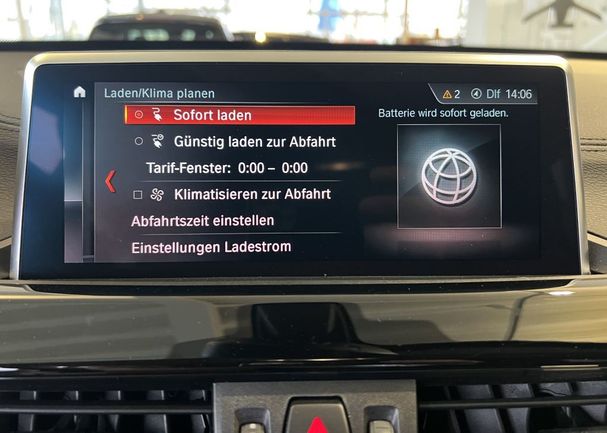 Laden/Klima planen
2 Dlf 14:06
Sofort laden
Batterie wird sofort geladen.
Günstig laden zur Abfahrt
Tarif-Fenster: 0:00 – 0:00
Klimatisieren zur Abfahrt
Abfahrtszeit einstellen
Einstellungen Ladestrom